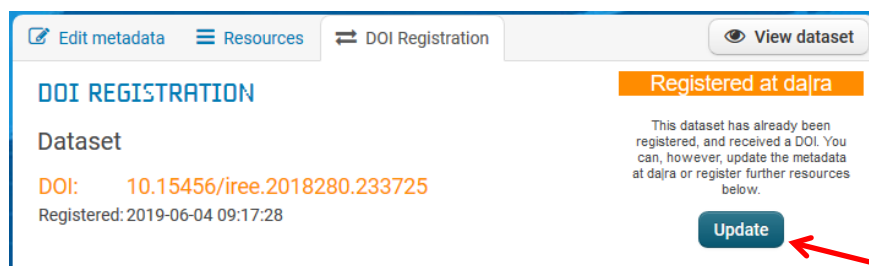 Edit metadata Resources DOI Registration View dataset
DOI REGISTRATION
Registered at da|ra
Dataset
This dataset has already been
registered, and received a DOI. You
can, however, update the metadata
at da|ra or register further resources
below.
DOI: 10.15456/iree.2018280.233725
Registered: 2019-06-04 09:17:28
Update